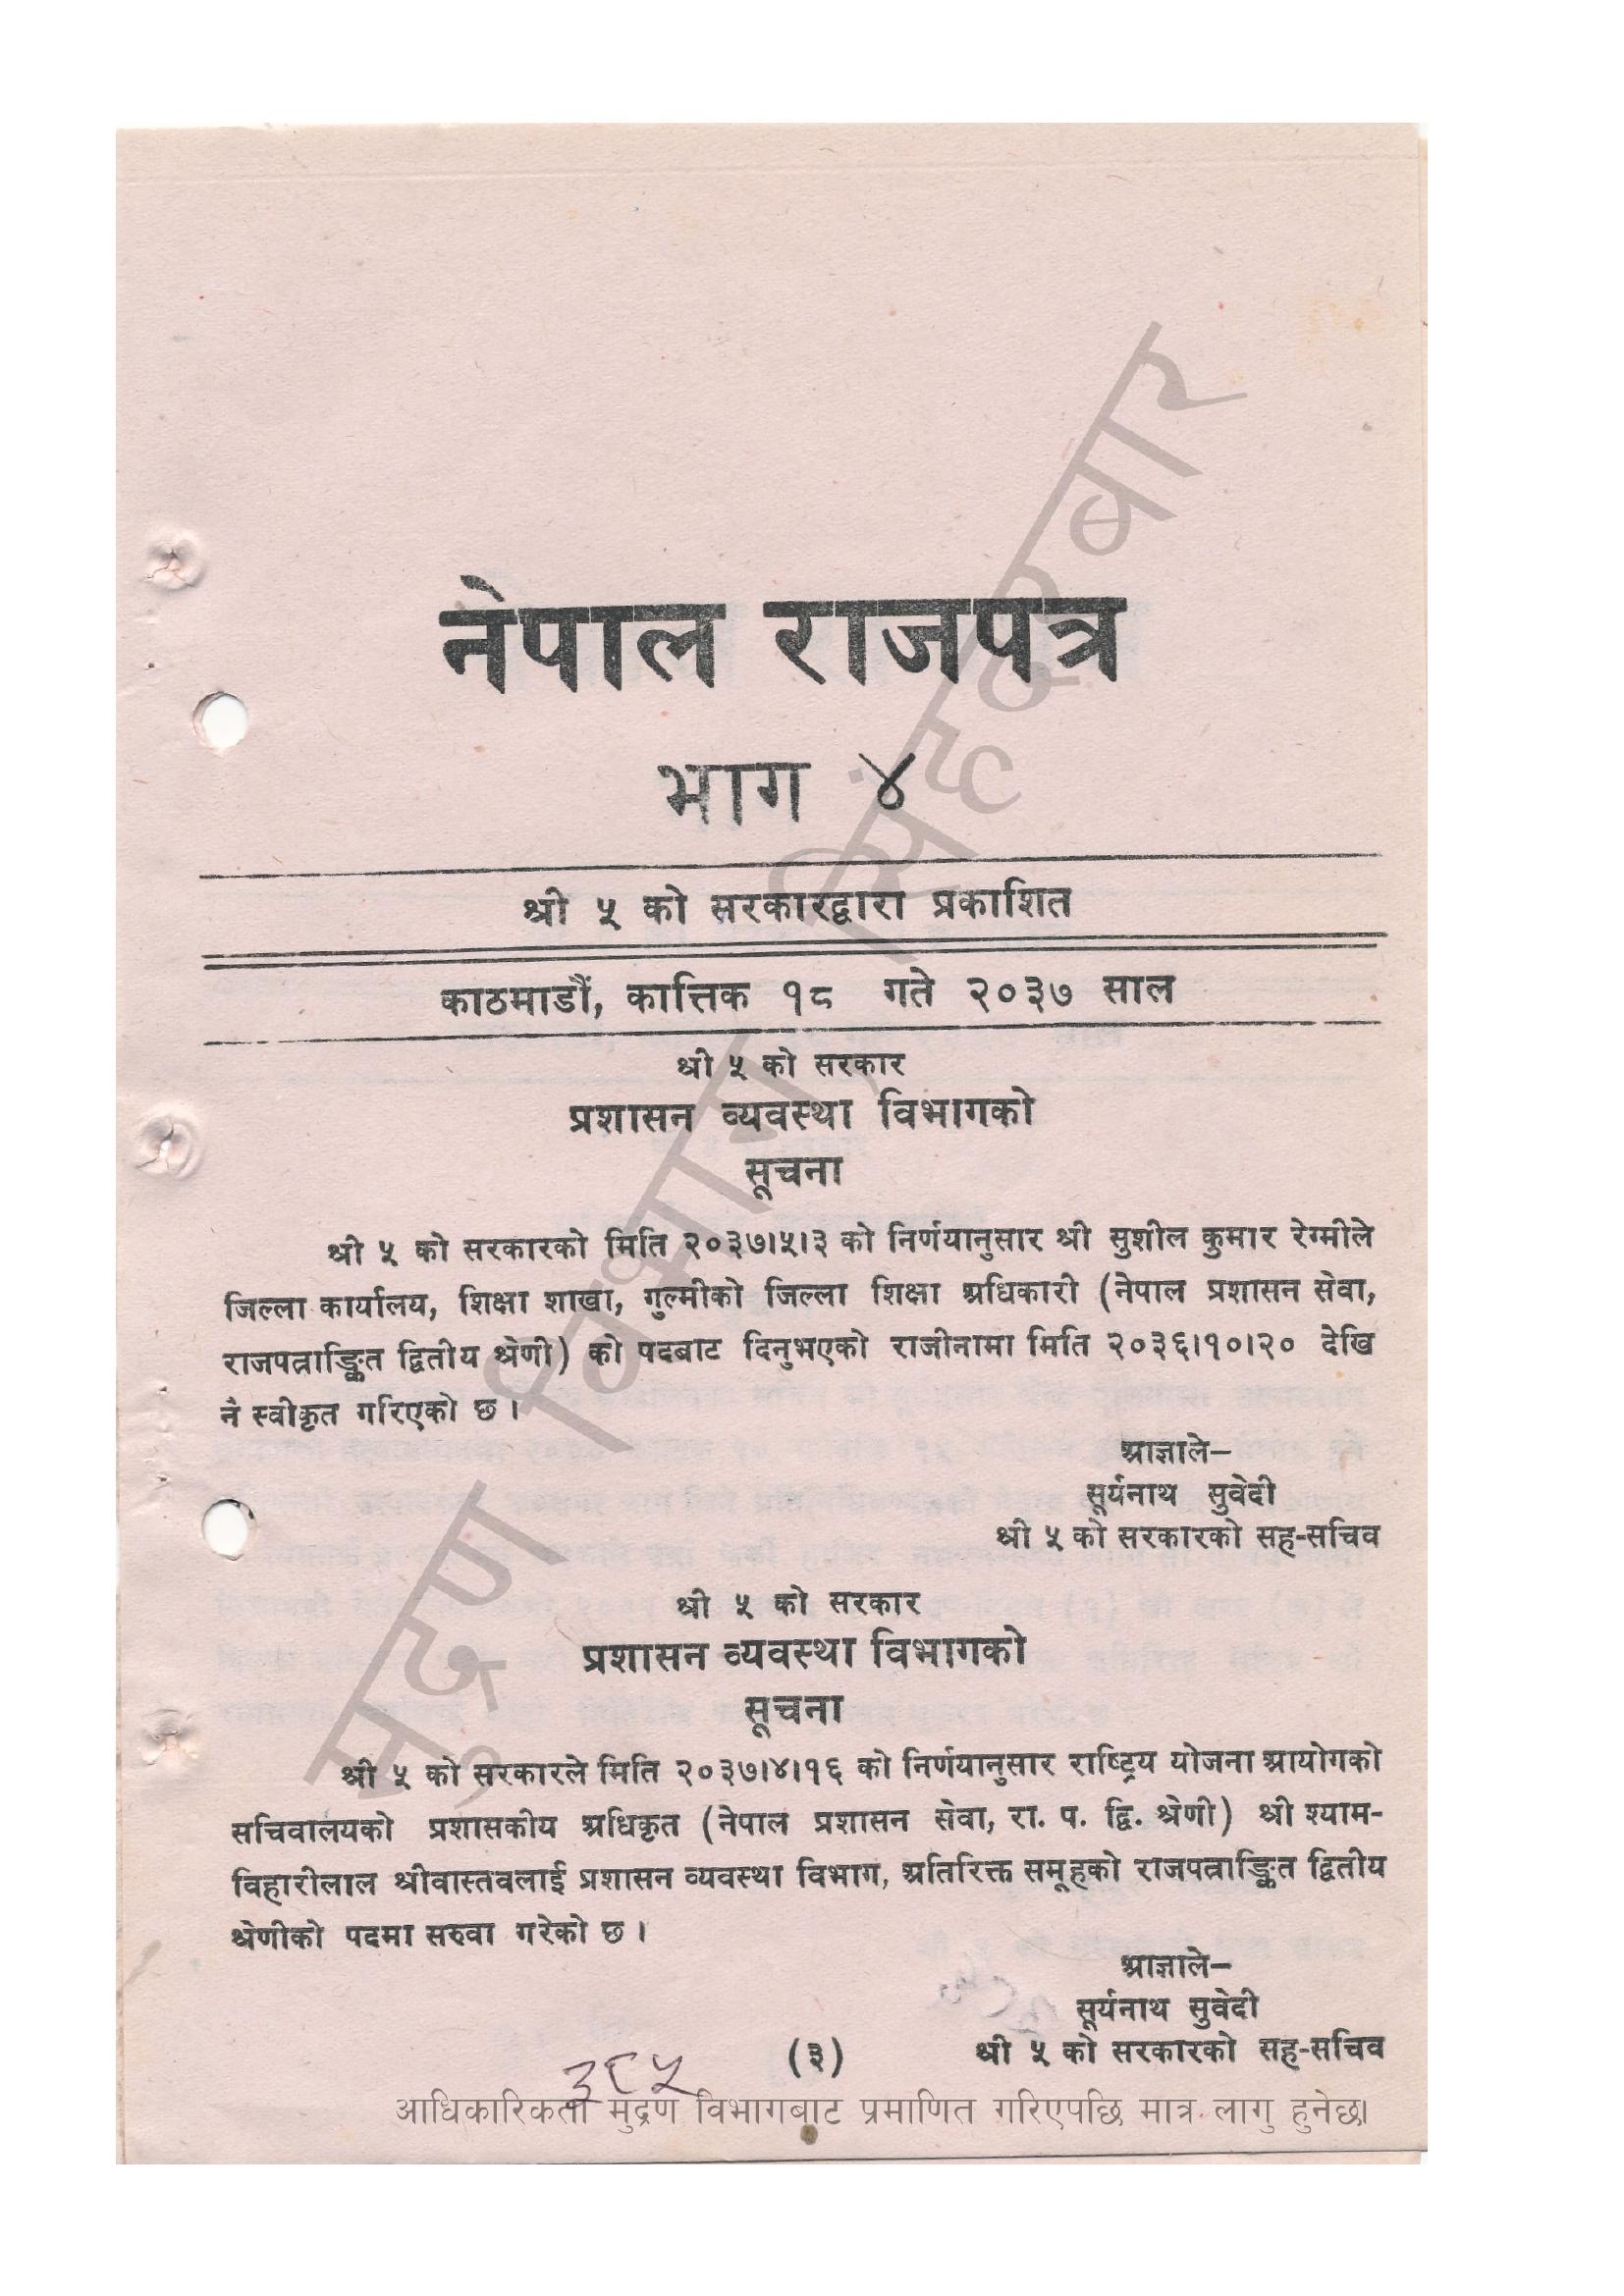 नेपाल राजपत्र
भाग ४
श्री ५ को सरकारद्वारा प्रकाशित
काठमाडौं, कात्तिक १८ गते २०३७ साल
श्री ५ को सरकार
प्रशासन व्यवस्था विभागको
सूचना
श्री ५ को सरकारको मिति २०३७।५।३ को निर्णयानुसार श्री सुशील कुमार रेग्मीले
जिल्ला कार्यालय, शिक्षा शाखा, गुल्मीको जिल्ला शिक्षा अधिकारी (नेपाल प्रशासन सेवा,
राजपत्राङ्कित द्वितीय श्रेणी) को पदबाट दिनुभएको राजीनामा मिति २०३६।१०।२० देखि
नै स्वीकृत गरिएको छ ।
आज्ञाले–
सूर्यनाथ सुवेदी
श्री ५ को सरकारको सह-सचिव
श्री ५ को सरकार
प्रशासन व्यवस्था विभागको
सूचना
श्री ५ को सरकारले मिति २०३७।४।१६ को निर्णयानुसार राष्ट्रिय योजना आयोगको
सचिवालयको प्रशासकीय अधिकृत (नेपाल प्रशासन सेवा, रा. प. द्वि. श्रेणी) श्री श्याम-
विहारीलाल श्रीवास्तवलाई प्रशासन व्यवस्था विभाग, अतिरिक्त समूहको राजपत्राङ्कित द्वितीय
श्रेणीको पदमा सरुवा गरेको छ ।
आज्ञाले–
सूर्यनाथ सुवेदी
श्री ५ को सरकारको सह-सचिव
(३)
३८५
आधिकारिकता मुद्रण विभागबाट प्रमाणित गरिएपछि मात्र लागु हुनेछ।
मुद्रण विभाग, सिंहदरबार